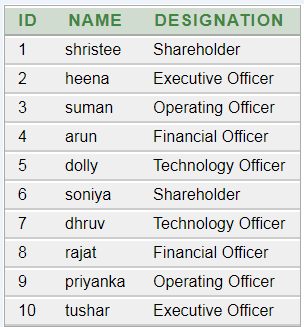 ID NAME DESIGNATION
1 shristee Shareholder
2 heena Executive Officer
3 suman Operating Officer
4 arun Financial Officer
5 dolly Technology Officer
6 soniya Shareholder
7 dhruv Technology Officer
8 rajat Financial Officer
9 priyanka Operating Officer
10 tushar Executive Officer